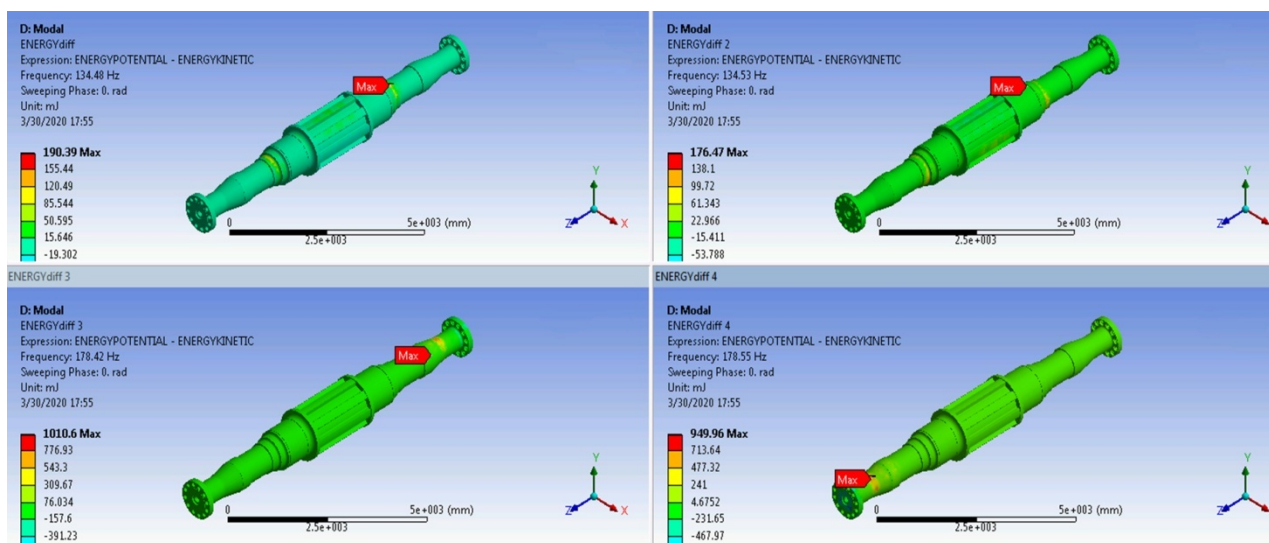 D: Modal
ENERGYdiff
Expression: ENERGYPOTENTIAL - ENERGYKINETIC
Frequency: 134.48 Hz
Sweeping Phase: 0. rad
Unit: mJ
3/30/2020 17:55
Max
190.39 Max
155.44
120.49
85.544
50.595
15.646
-19.302
0
5e+003 (mm)
2.5e+003
Y
Z
X
D: Modal
ENERGYdiff 2
Expression: ENERGYPOTENTIAL - ENERGYKINETIC
Frequency: 134.53 Hz
Sweeping Phase: 0. rad
Unit: mJ
3/30/2020 17:55
Max
176.47 Max
138.1
99.72
61.343
22.966
-15.411
-53.788
0
5e+003 (mm)
2.5e+003
Y
Z
X
ENERGYdiff 3
D: Modal
ENERGYdiff 3
Expression: ENERGYPOTENTIAL - ENERGYKINETIC
Frequency: 178.42 Hz
Sweeping Phase: 0. rad
Unit: mJ
3/30/2020 17:55
Max
1010.6 Max
776.93
543.3
309.67
76.034
-157.6
-391.23
0
5e+003 (mm)
2.5e+003
Y
Z
X
ENERGYdiff 4
D: Modal
ENERGYdiff 4
Expression: ENERGYPOTENTIAL - ENERGYKINETIC
Frequency: 178.55 Hz
Sweeping Phase: 0. rad
Unit: mJ
3/30/2020 17:55
949.96 Max
713.64
477.32
241
4.6752
-231.65
-467.97
Max
0
5e+003 (mm)
2.5e+003
Y
Z
X